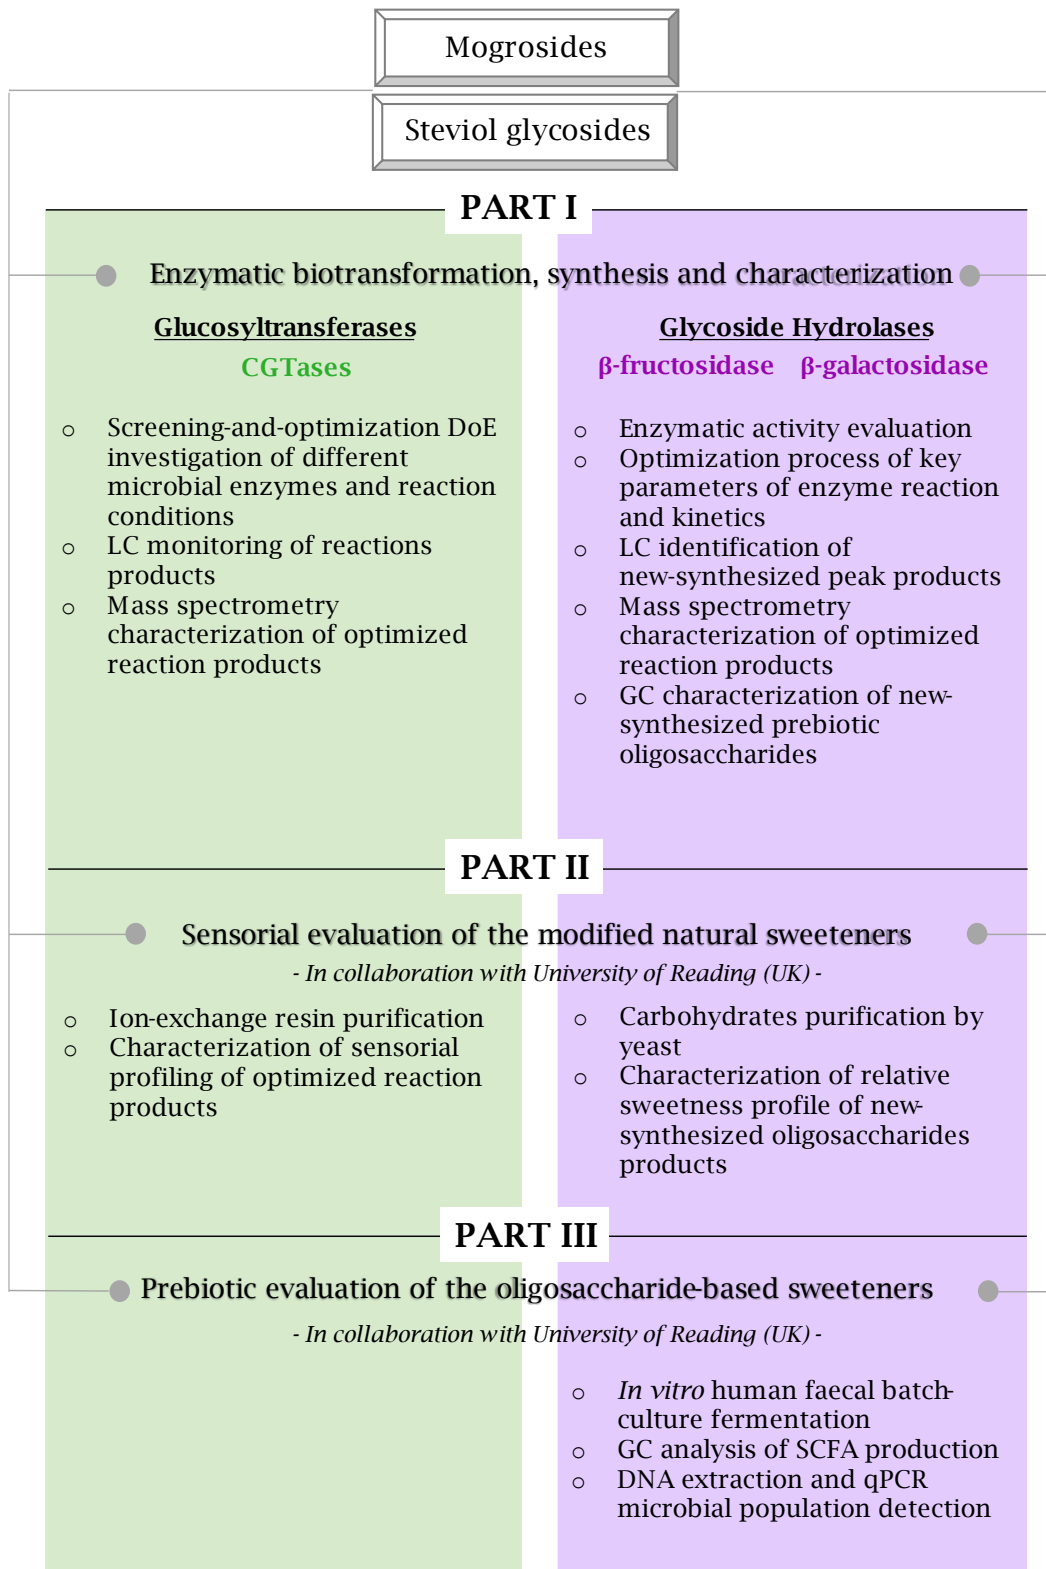 Mogrosides
Steviol glycosides
PART I
Enzymatic biotransformation, synthesis and characterization
Glucosyltransferases
CGTases
○ Screening-and-optimization DoE
investigation of different
microbial enzymes and reaction
conditions
○ LC monitoring of reactions
products
○ Mass spectrometry
characterization of optimized
reaction products
Glycoside Hydrolases
β-fructosidase β-galactosidase
○ Enzymatic activity evaluation
○ Optimization process of key
parameters of enzyme reaction
and kinetics
○ LC identification of
new-synthesized peak products
○ Mass spectrometry
characterization of optimized
reaction products
○ GC characterization of new-
synthesized prebiotic
oligosaccharides
PART II
Sensorial evaluation of the modified natural sweeteners
- In collaboration with University of Reading (UK) -
○ Ion-exchange resin purification
○ Characterization of sensorial
profiling of optimized reaction
products
○ Carbohydrates purification by
yeast
○ Characterization of relative
sweetness profile of new-
synthesized oligosaccharides
products
PART III
Prebiotic evaluation of the oligosaccharide-based sweeteners
- In collaboration with University of Reading (UK) -
○ In vitro human faecal batch-
culture fermentation
○ GC analysis of SCFA production
○ DNA extraction and qPCR
microbial population detection